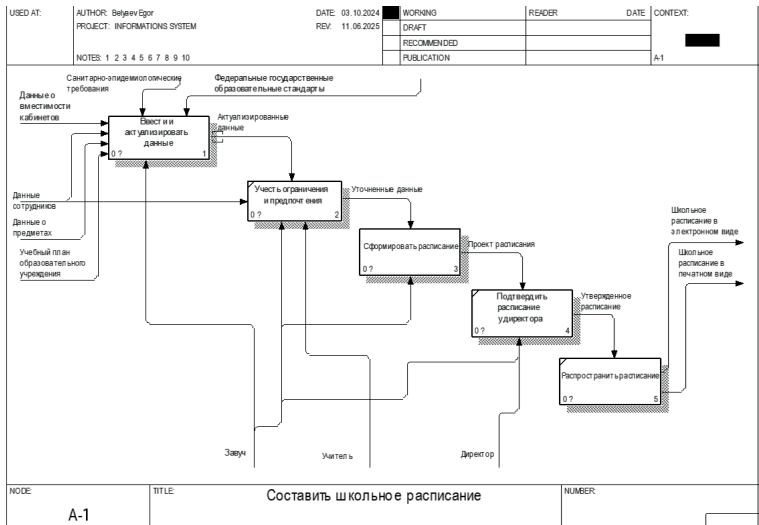 USED AT:
AUTHOR: Belyaev Egor
DATE: 03.10.2024
WORKING
READER
DATE
CONTEXT:
PROJECT: INFORMATIONS SYSTEM
REV: 11.06.2025
DRAFT
RECOMMENDED
NOTES: 1 2 3 4 5 6 7 8 9 10
PUBLICATION
A-1
Санитарно-эпидемиологические
требования
Федеральные государственные
образовательные стандарты
Данные о
вместимости
кабинетов
Ввести и
актуализировать
данные
0 ?
1
Актуализированные
данные
Данные
сотрудников
Данные о
предметах
Учебный план
образовательного
учреждения
Учесть ограничения
и предпочтения
0 ?
2
Уточненные данные
Сформировать расписание
0 ?
3
Проект расписания
Подтвердить
расписание
у директора
0 ?
4
Утвержденное
расписание
Распространить расписание
0 ?
5
Школьное
расписание в
электронном виде
Школьное
расписание в
печатном виде
Завуч
Учитель
Директор
NODE:
TITLE:
NUMBER:
A-1
Составить школьное расписание